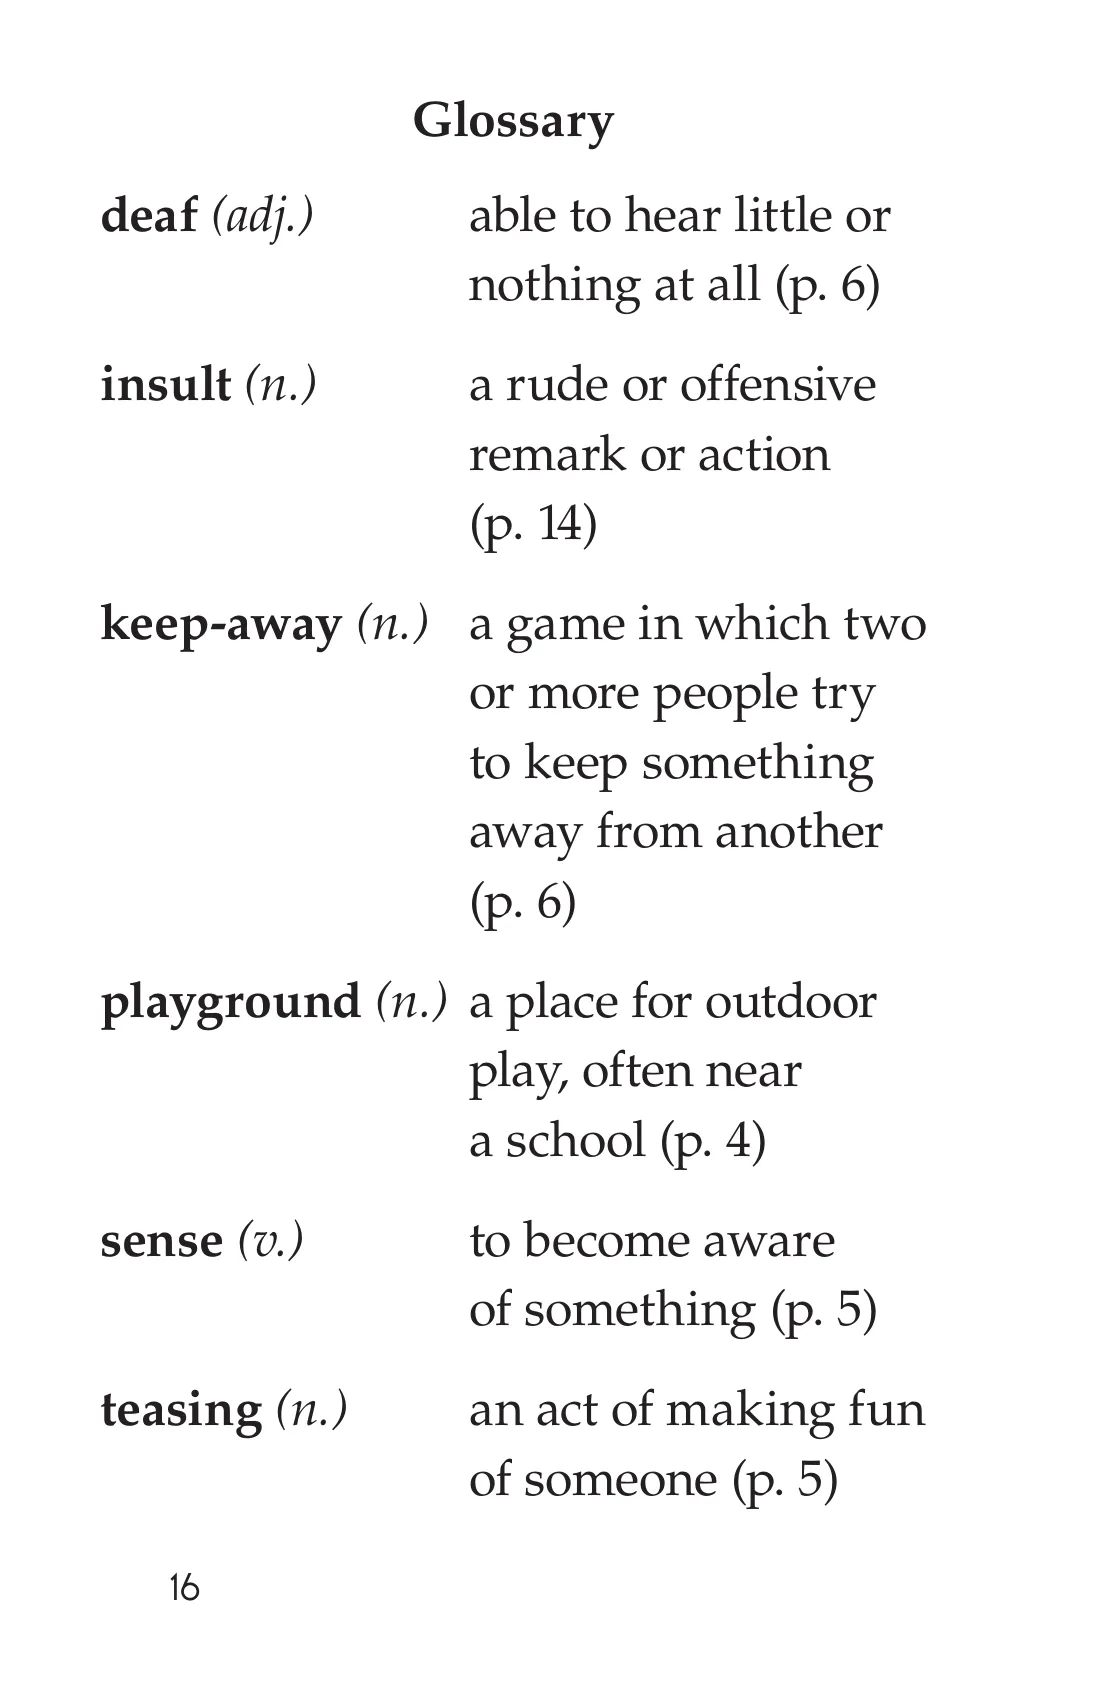 Glossary
deaf (adj.) able to hear little or
nothing at all (p. 6)
insult (n.) a rude or offensive
remark or action
(p. 14)
keep-away (n.) a game in which two
or more people try
to keep something
away from another
(p. 6)
playground (n.) a place for outdoor
play, often near
a school (p. 4)
sense (v.) to become aware
of something (p. 5)
teasing (n.) an act of making fun
of someone (p. 5)
16